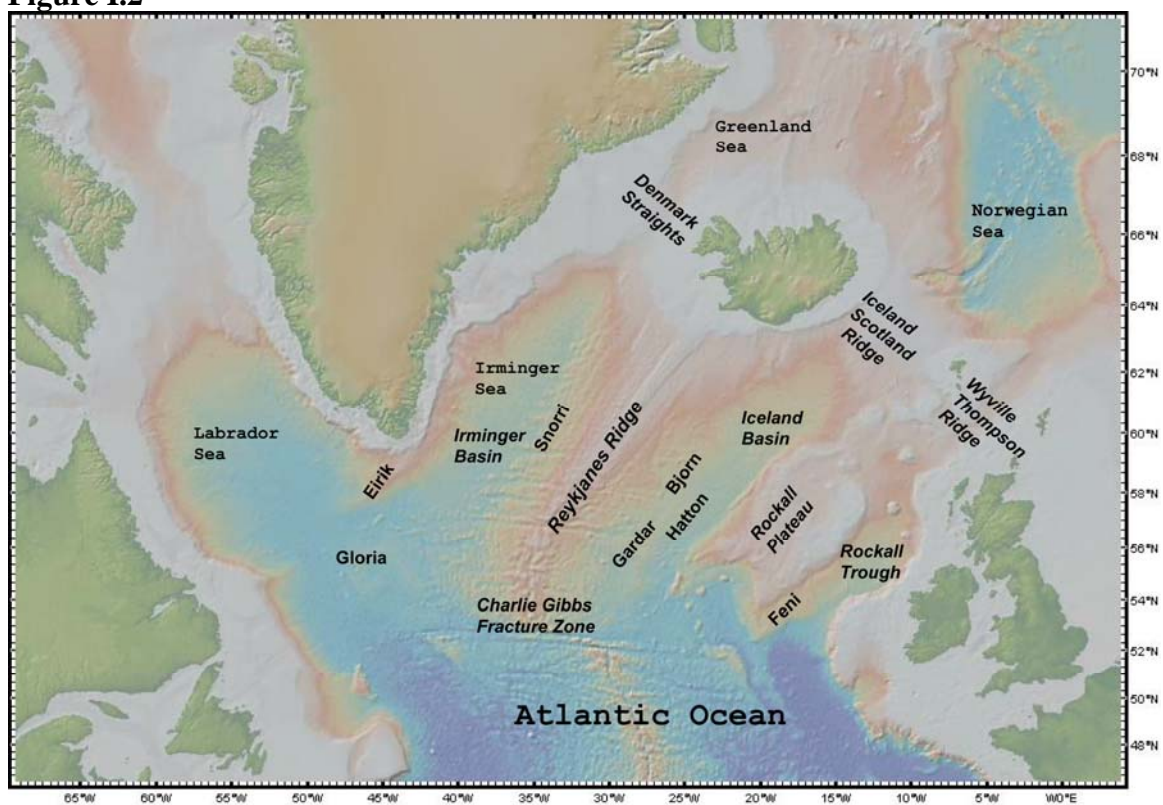 Figure 1.2
Greenland
Sea
Denmark
Straights
Norwegian
Sea
Iceland
Scotland
Ridge
Wyville
Thompson
Ridge
Irminger
Sea
Irminger
Basin
Snorri
Reykjanes Ridge
Iceland
Basin
Labrador
Sea
Eirik
Bjorn
Hatton
Gardar
Rockall
Plateau
Rockall
Trough
Gloria
Feni
Charlie Gibbs
Fracture Zone
Atlantic Ocean
70°N
68°N
66°N
64°N
62°N
60°N
58°N
56°N
54°N
52°N
50°N
48°N
65°W 60°W 55°W 50°W 45°W 40°W 35°W 30°W 25°W 20°W 15°W 10°W 5°W W0°E